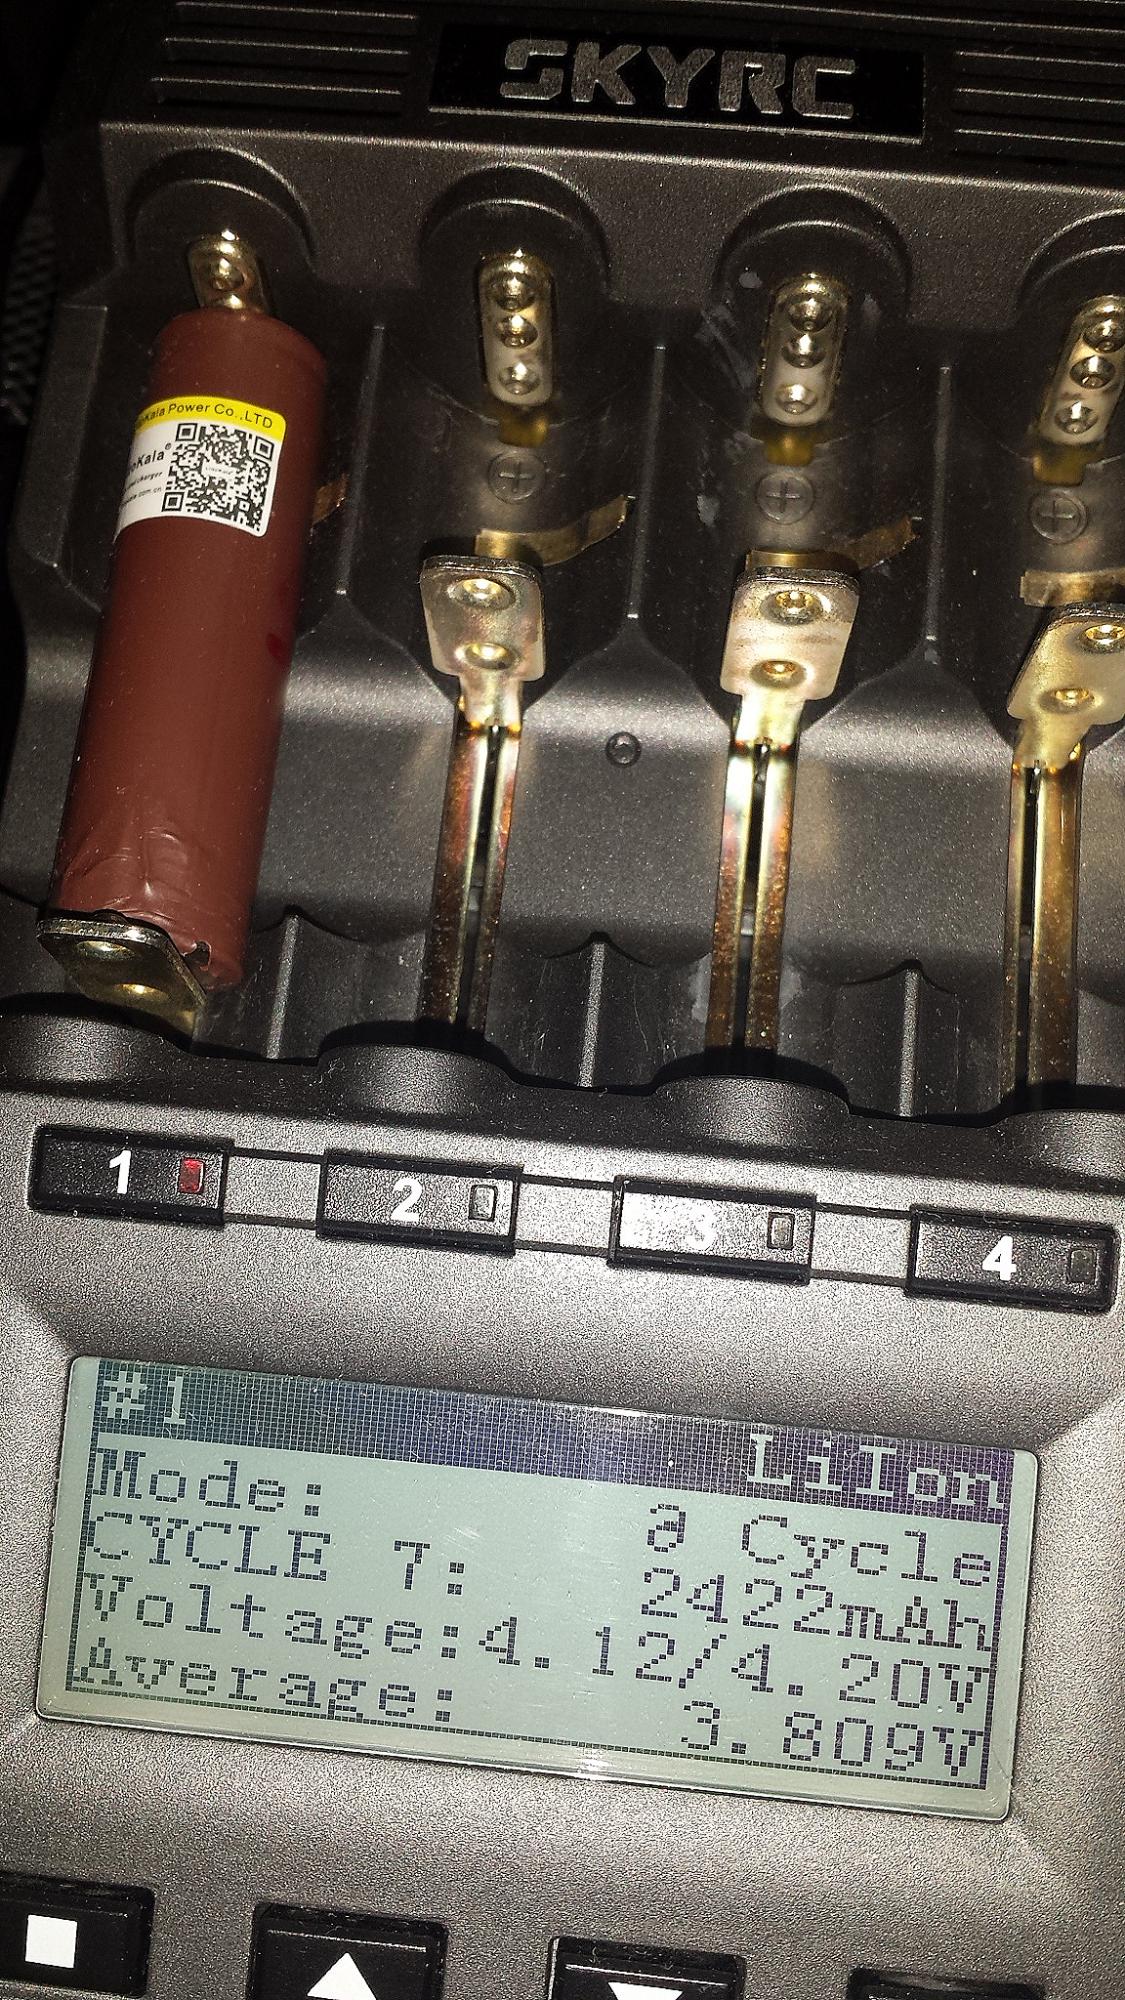 SKYRC
Kala Power Co.,LTD
Kala®
1
2
3
4
#1 LiIon
Mode: ∂ Cycle
CYCLE 7: 2422mAh
Voltage:4.12/4.20V
Average: 3.809V